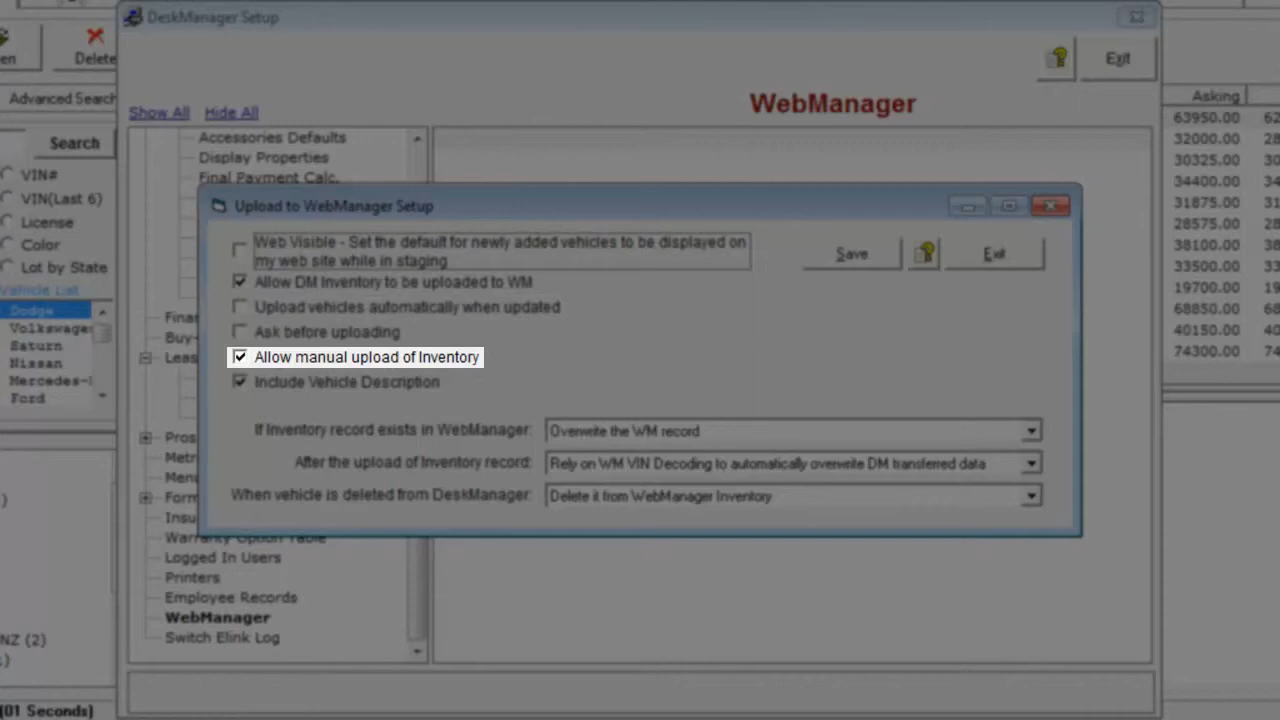 DeskManager Setup
Delete
Exit
Advanced Search
Show All Hide All
WebManager
Asking
Search
VIN#
VIN(Last 6)
License
Color
Lot by State
Vehicle List
Dodge
Volkswage
Saturn
Nissan
Mercedes-
Ford
Accessories Defaults
Display Properties
Final Payment Calc.
Upload to WebManager Setup
Web Visible - Set the default for newly added vehicles to be displayed on
my web site while in staging
Save
Exit
Allow DM Inventory to be uploaded to WM
Upload vehicles automatically when updated
Ask before uploading
Allow manual upload of Inventory
Include Vehicle Description
If Inventory record exists in WebManager: Overwrite the WM record
After the upload of Inventory record: Rely on WM VIN Decoding to automatically overwrite DM transferred data
When vehicle is deleted from DeskManager: Delete it from WebManager Inventory
Finan
Buy-
Leas
Pros
Metr
Menu
Form
Insu
Warranty Option Table
Logged In Users
Printers
Employee Records
WebManager
Switch Elink Log
63950.00
32000.00
30325.00
34400.00
31875.00
28575.00
38100.00
33500.00
19700.00
68850.00
40150.00
74300.00
NZ (2)
(01 Seconds)